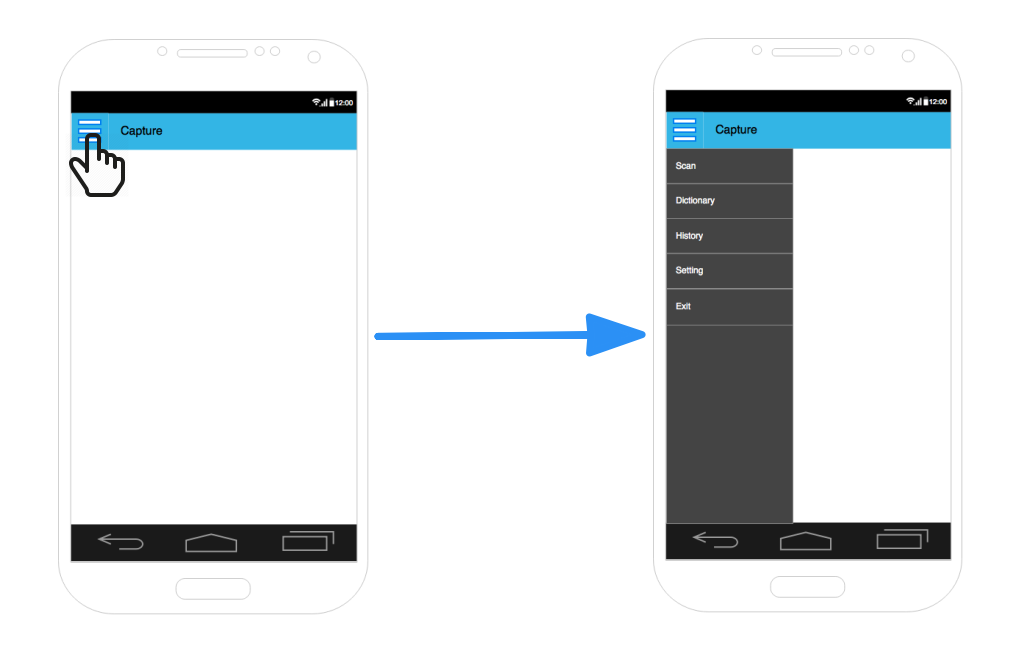 12:00
Capture
12:00
Capture
Scan
Dictionary
History
Setting
Exit